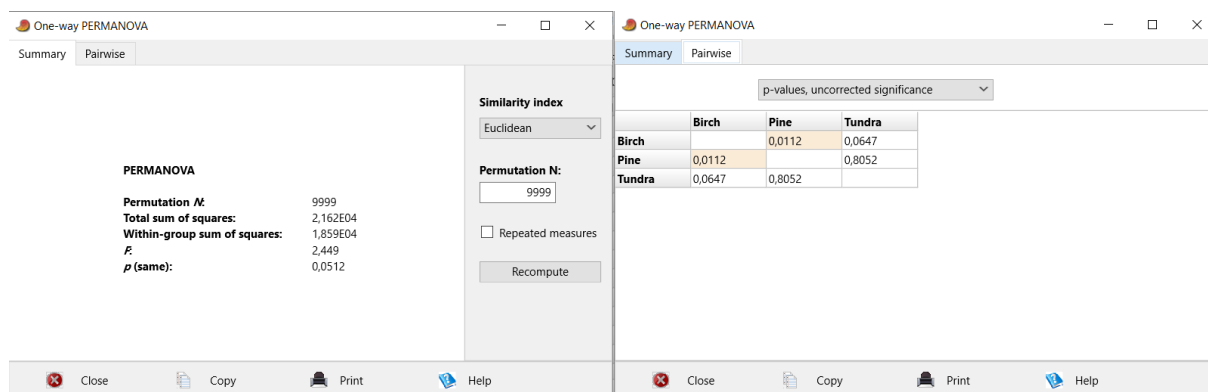 One-way PERMANOVA
Summary Pairwise
Similarity index
Euclidean
PERMANOVA
Permutation N:
9999
Permutation N: 9999
Total sum of squares: 2,162E04
Within-group sum of squares: 1,859E04
F: 2,449
p (same): 0,0512
Repeated measures
Recompute
Close Copy Print Help
One-way PERMANOVA
Summary Pairwise
p-values, uncorrected significance
Birch Pine Tundra
Birch 0,0112 0,0647
Pine 0,0112 0,8052
Tundra 0,0647 0,8052
Close Copy Print Help